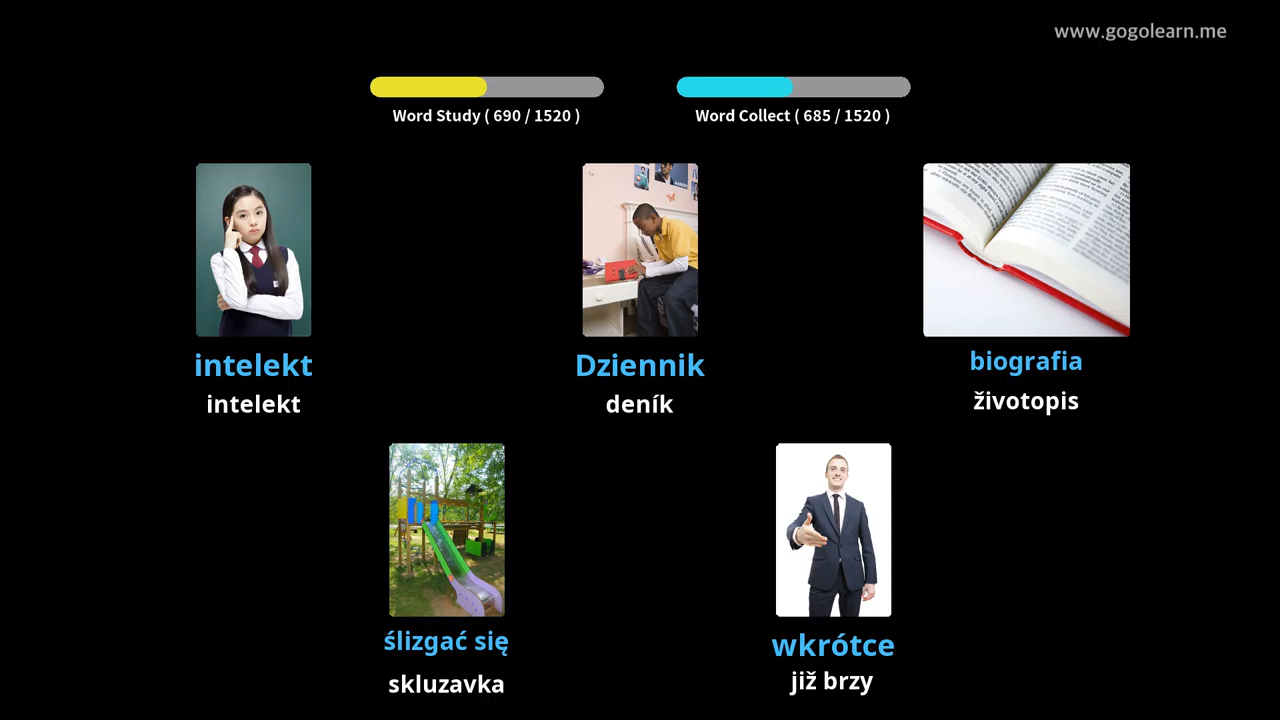 www.gogolearn.me
Word Study ( 690 / 1520 )
Word Collect ( 685 / 1520 )
intelekt
intelekt
Dziennik
deník
biografia
životopis
ślizgać się
skluzavka
wkrótce
již brzy